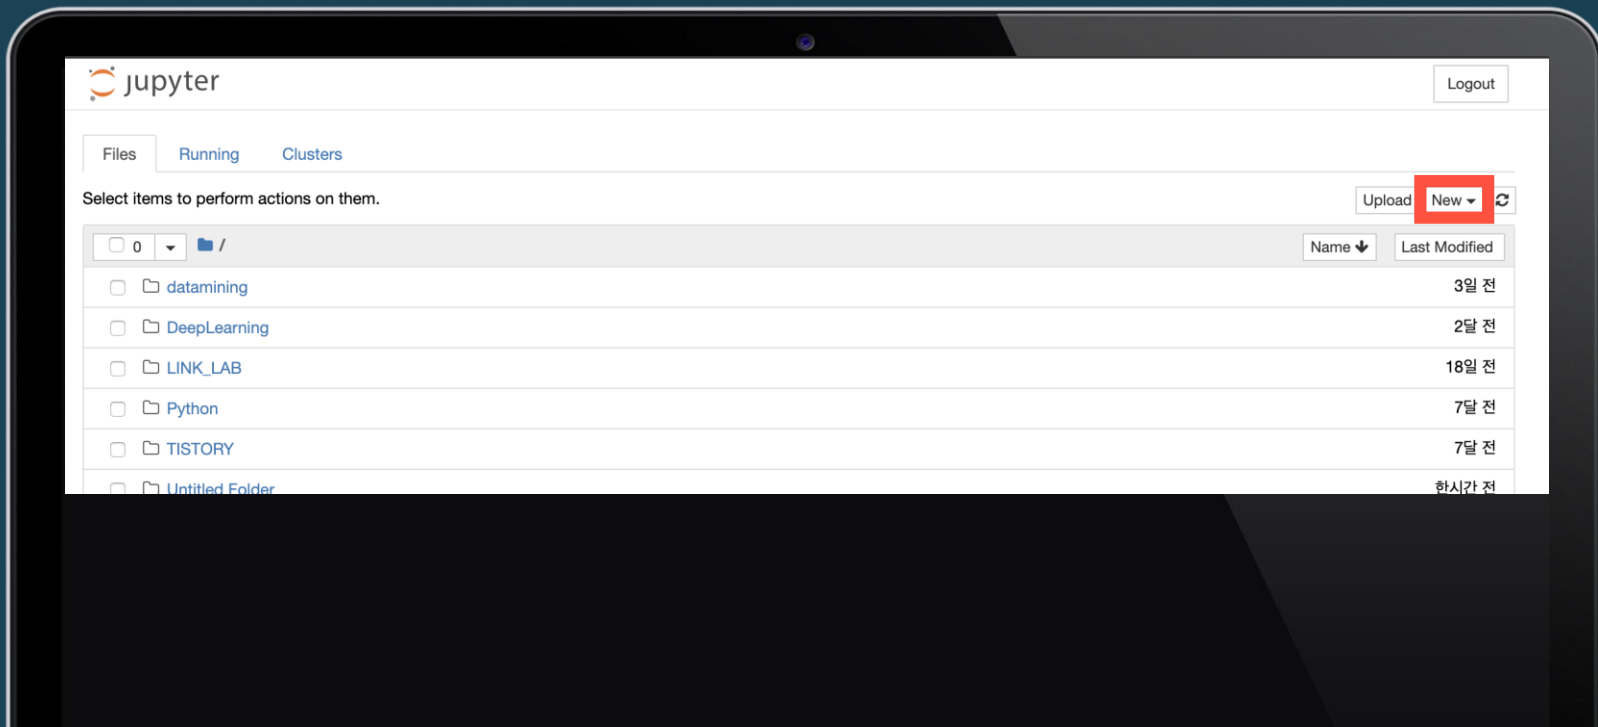 jupyter
Logout
Files Running Clusters
Select items to perform actions on them.
Upload New
0 /
Name Last Modified
datamining 3일 전
DeepLearning 2달 전
LINK_LAB 18일 전
Python 7달 전
TISTORY 7달 전
Untitled Folder 한시간 전